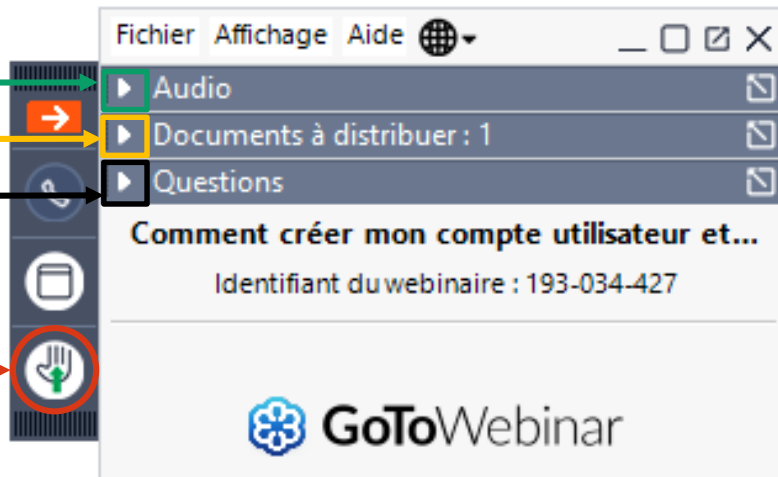 Fichier Affichage Aide
Audio
Documents à distribuer : 1
Questions
Comment créer mon compte utilisateur et...
Identifiant du webinaire : 193-034-427
GoToWebinar